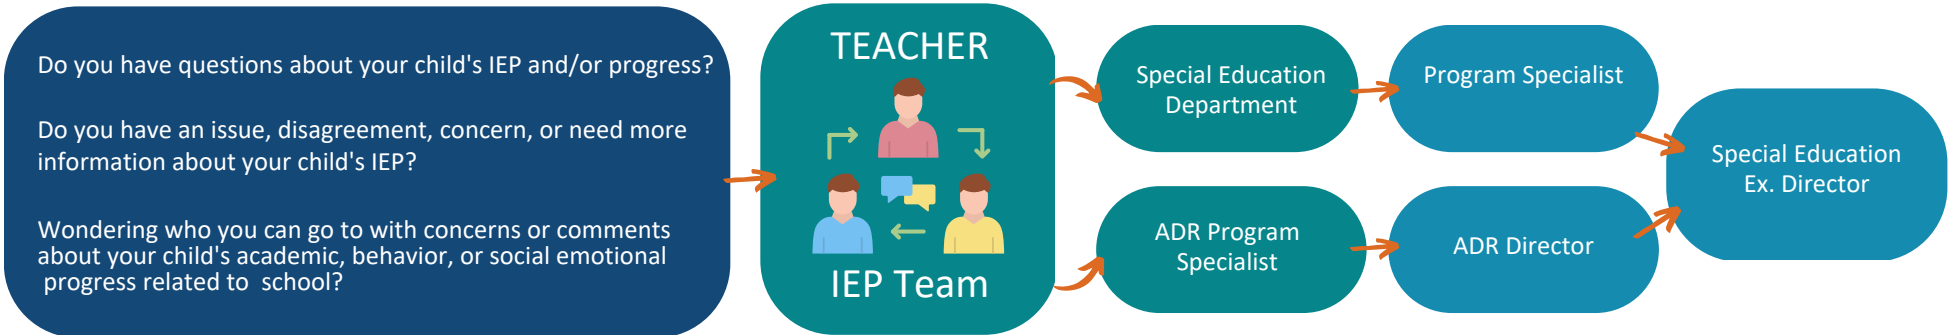 Do you have questions about your child's IEP and/or progress?
Do you have an issue, disagreement, concern, or need more
information about your child's IEP?
Wondering who you can go to with concerns or comments
about your child's academic, behavior, or social emotional
progress related to  school?
TEACHER
IEP Team
Special Education
Department
Program Specialist
ADR Program
Specialist
ADR Director
Special Education
Ex. Director